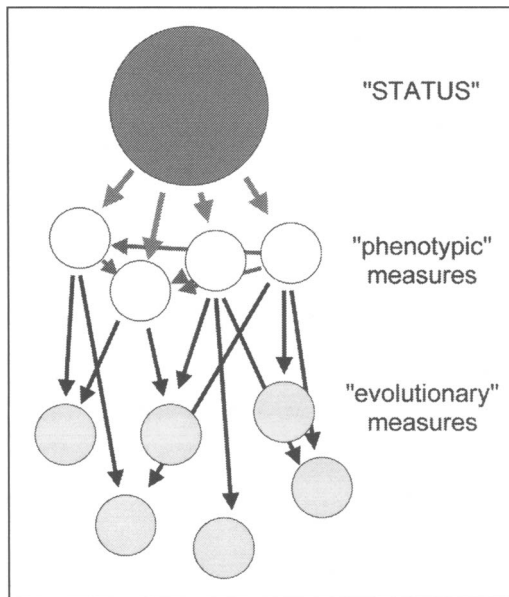 "STATUS"
"phenotypic"
measures
"evolutionary"
measures